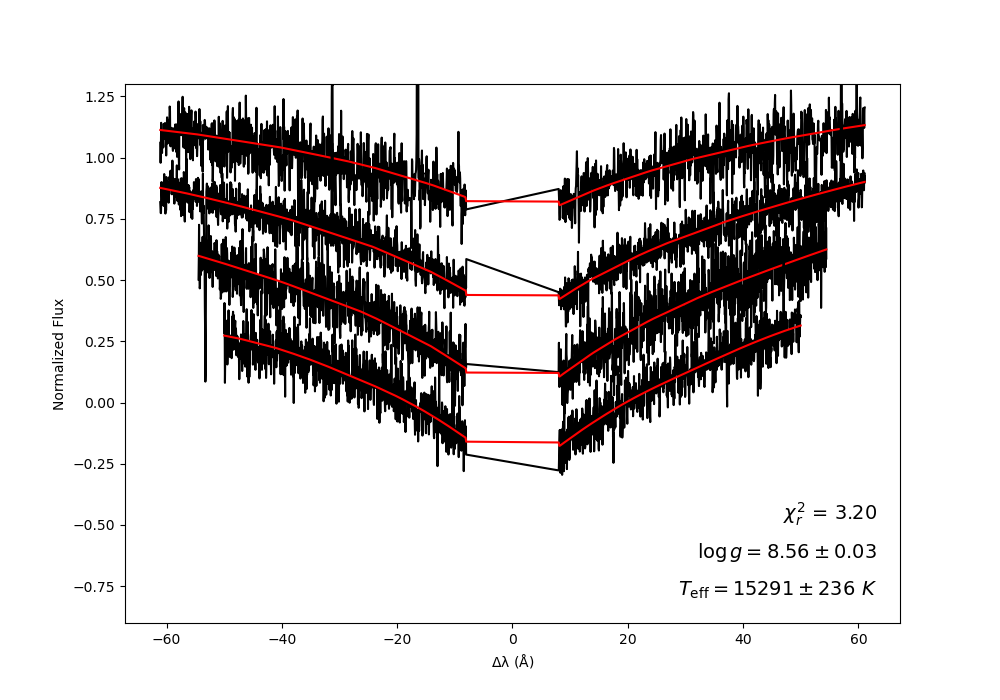 1.25
1.00
0.75
0.50
0.25
0.00
−0.25
−0.50
−0.75
Normalized Flux
χ²ᵣ = 3.20
log g = 8.56 ± 0.03
T_eff = 15291 ± 236 K
−60 −40 −20 0 20 40 60
Δλ (Å)